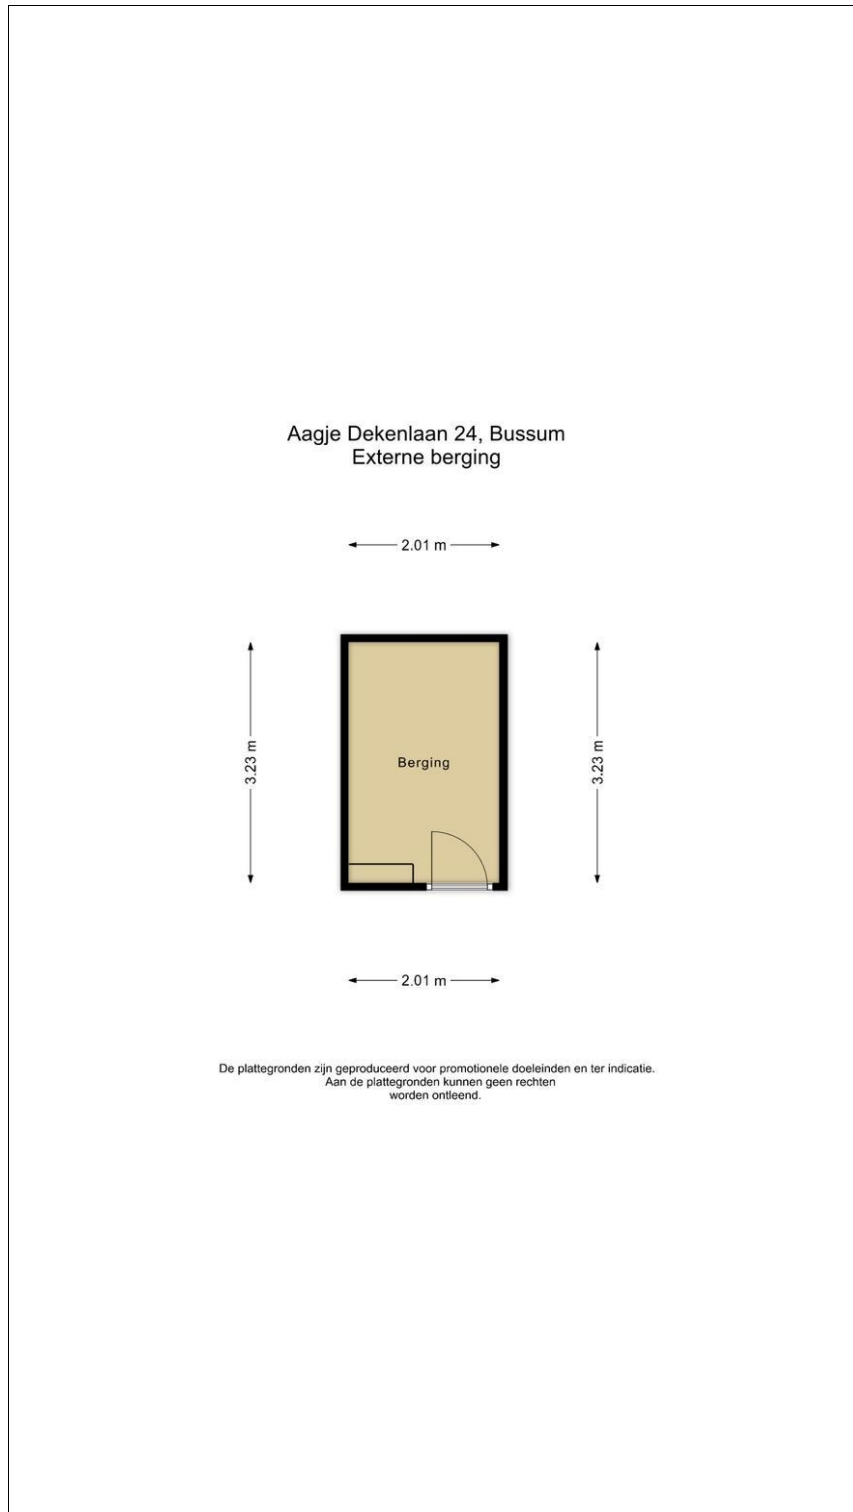 Aagje Dekenlaan 24, Bussum
Externe berging
2.01 m
3.23 m
Berging
3.23 m
2.01 m
De plattegronden zijn geproduceerd voor promotionele doeleinden en ter indicatie.
Aan de plattegronden kunnen geen rechten
worden ontleend.